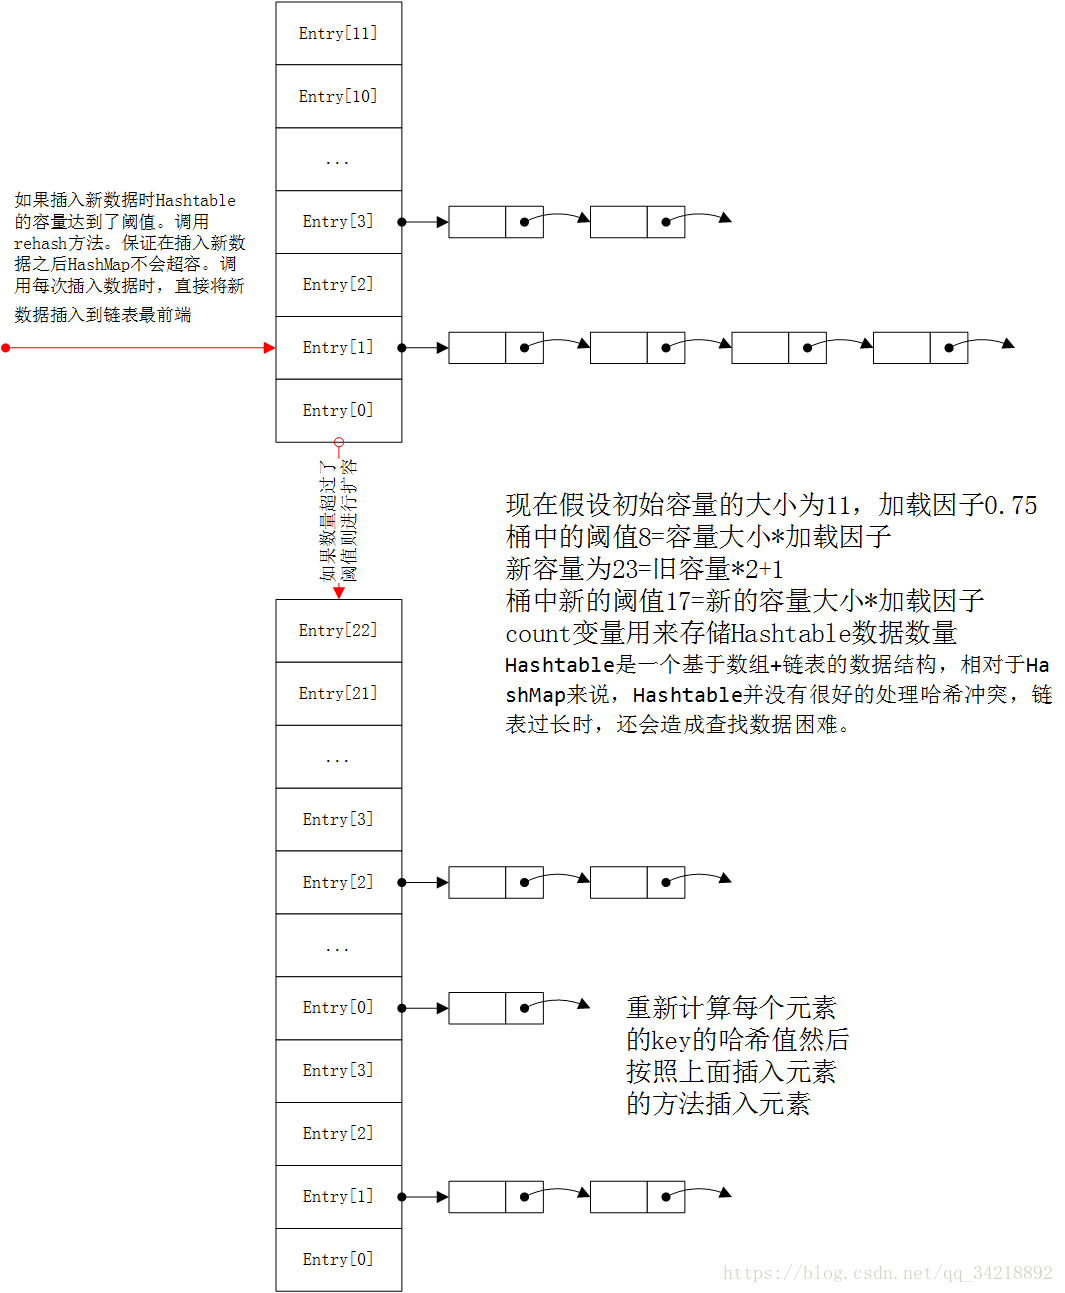 Entry[11]
Entry[10]
...
如果插入新数据时Hashtable
的容量达到了阈值。调用
rehash方法。保证在插入新数
据之后HashMap不会超容。调
用每次插入数据时，直接将新
数据插入到链表最前端
Entry[3]
Entry[2]
Entry[1]
Entry[0]
如果数量超过了
阈值则进行扩容
现在假设初始容量的大小为11，加载因子0.75
桶中的阈值8=容量大小*加载因子
新容量为23=旧容量*2+1
桶中新的阈值17=新的容量大小*加载因子
count变量用来存储Hashtable数据数量
Hashtable是一个基于数组+链表的数据结构，相对于Ha
shMap来说，Hashtable并没有很好的处理哈希冲突，链
表过长时，还会造成查找数据困难。
Entry[22]
Entry[21]
...
Entry[3]
Entry[2]
...
Entry[0]
重新计算每个元素
的key的哈希值然后
按照上面插入元素
的方法插入元素
Entry[3]
Entry[2]
Entry[1]
Entry[0]
https://blog.csdn.net/qq_34218892